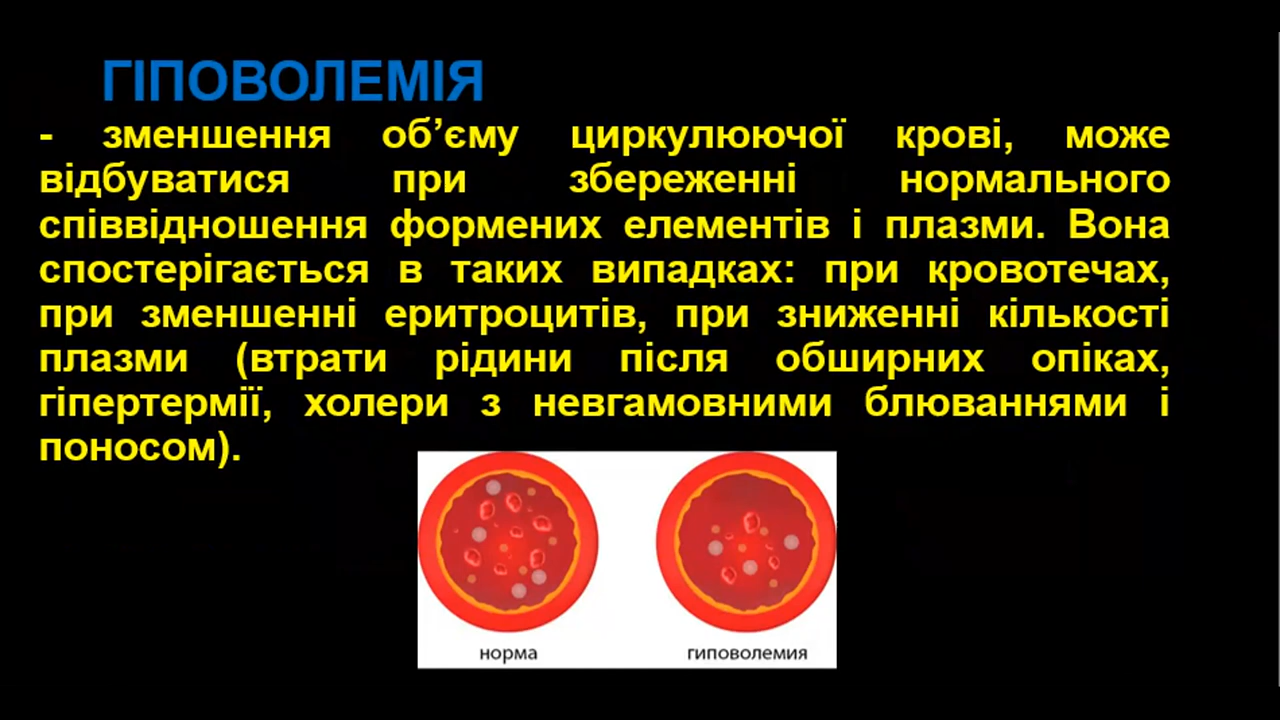 ГІПОВОЛЕМІЯ
- зменшення об’єму циркулюючої крові, може
відбуватися при збереженні нормального
співвідношення формених елементів і плазми. Вона
спостерігається в таких випадках: при кровотечах,
при зменшенні еритроцитів, при зниженні кількості
плазми (втрати рідини після обширних опіках,
гіпертермії, холери з невгамовними блюваннями і
поносом).
норма
гиповолемия